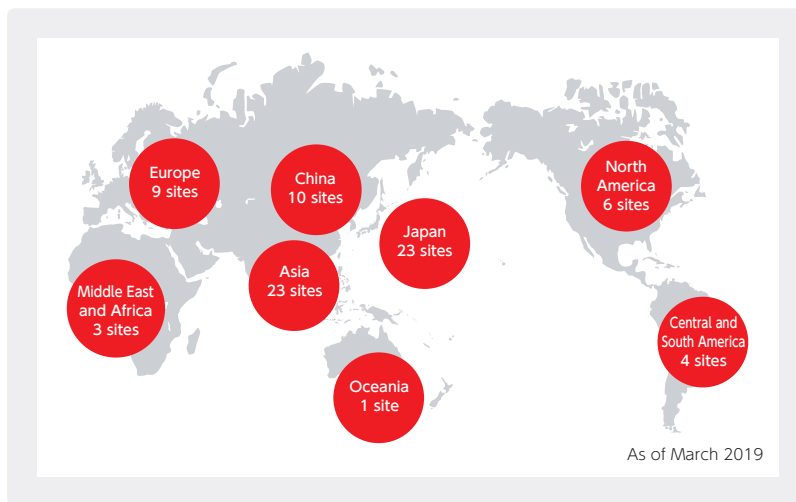 Europe
9 sites
China
10 sites
North
America
6 sites
Japan
23 sites
Asia
23 sites
Middle East
and Africa
3 sites
Central and
South America
4 sites
Oceania
1 site
As of March 2019